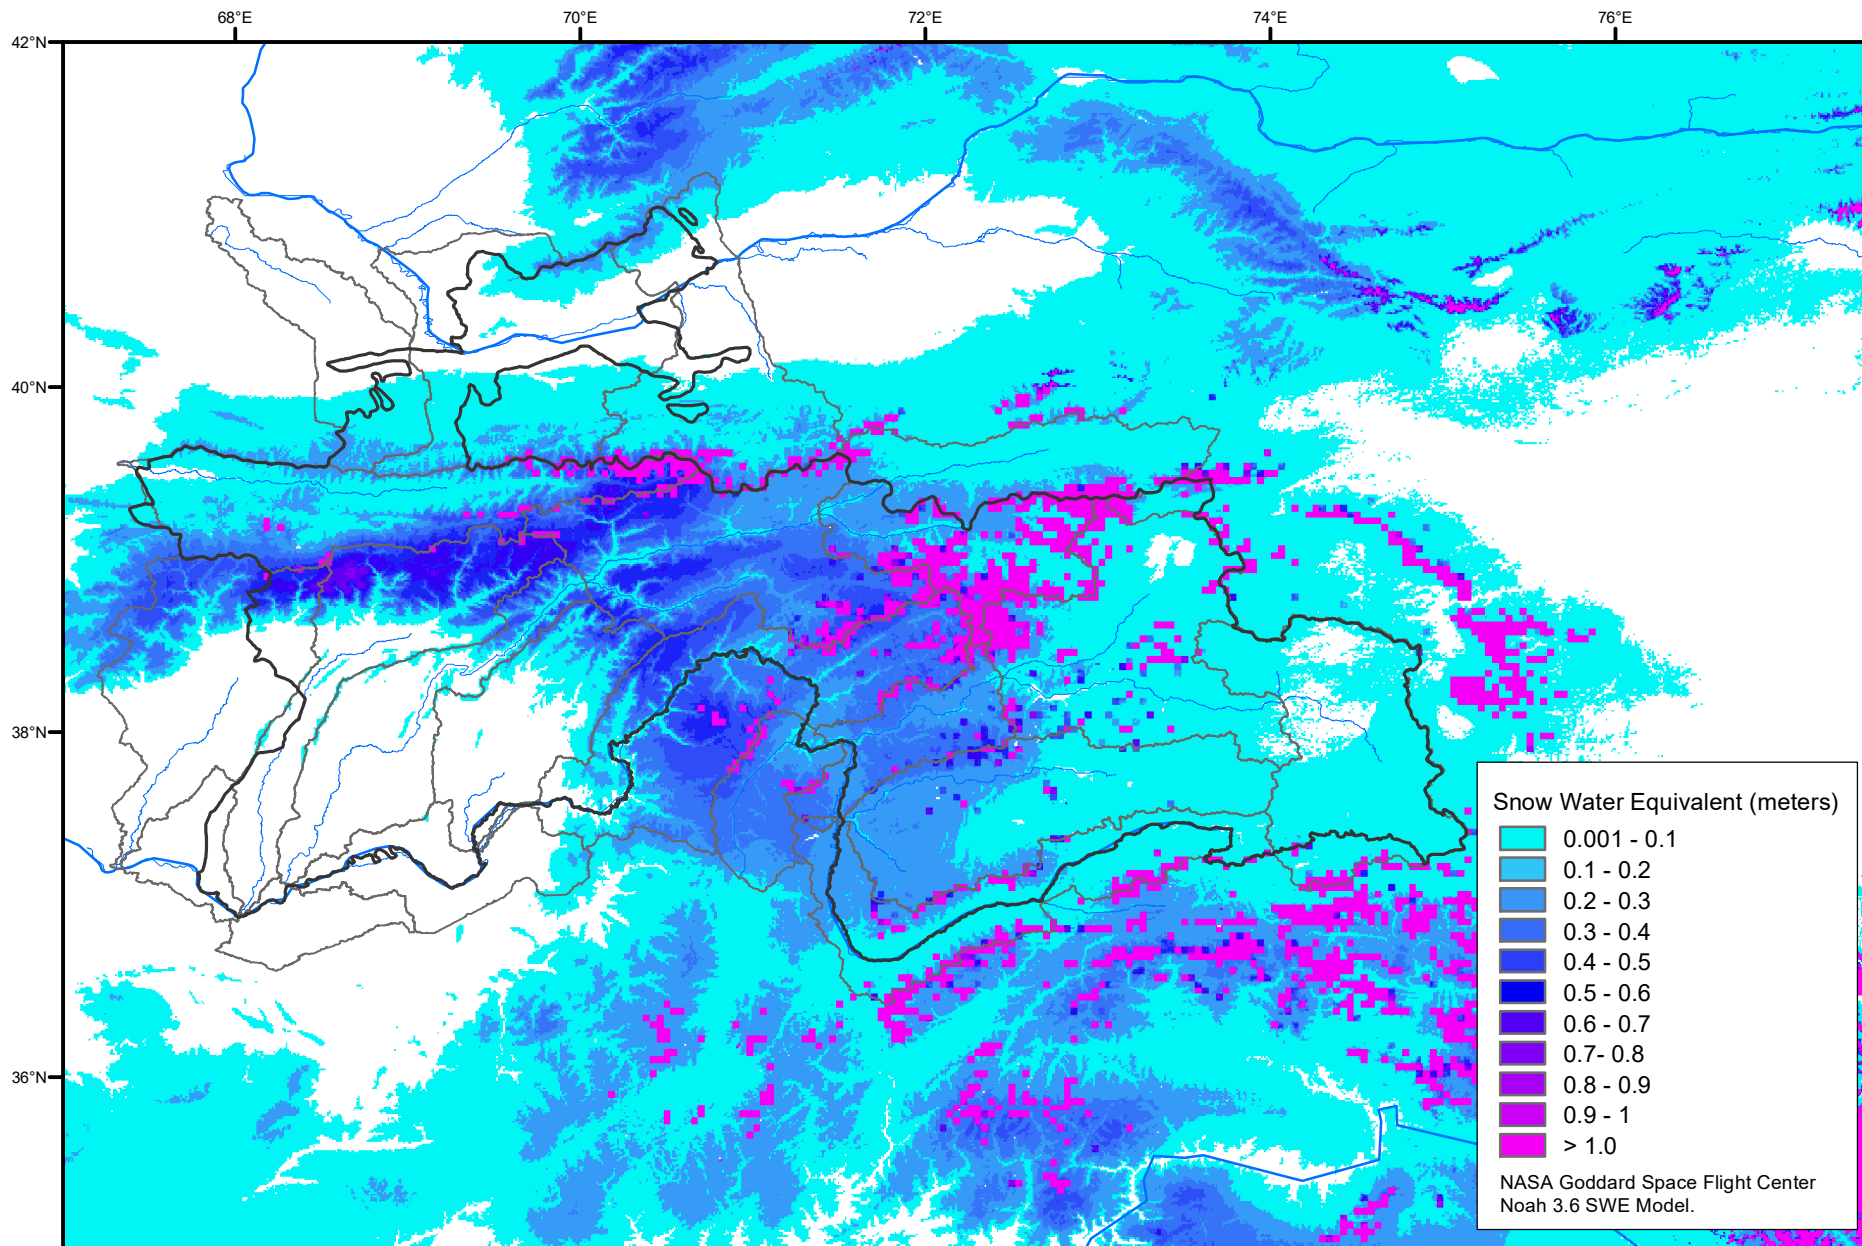 68°E 70°E 72°E 74°E 76°E
42°N
40°N
38°N
36°N
Snow Water Equivalent (meters)
0.001 - 0.1
0.1 - 0.2
0.2 - 0.3
0.3 - 0.4
0.4 - 0.5
0.5 - 0.6
0.6 - 0.7
0.7- 0.8
0.8 - 0.9
0.9 - 1
> 1.0
NASA Goddard Space Flight Center
Noah 3.6 SWE Model.